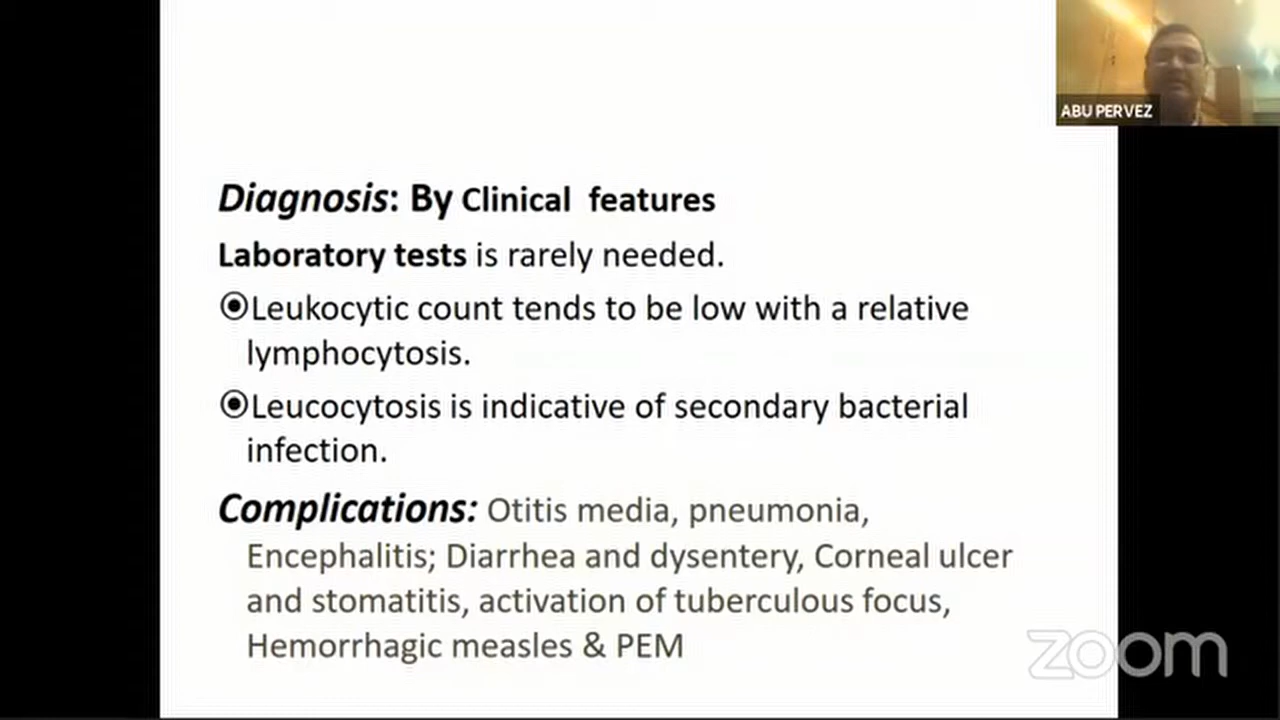 ABU PERVEZ
Diagnosis: By Clinical features
Laboratory tests is rarely needed.
Leukocytic count tends to be low with a relative
lymphocytosis.
Leucocytosis is indicative of secondary bacterial
infection.
Complications: Otitis media, pneumonia,
Encephalitis; Diarrhea and dysentery, Corneal ulcer
and stomatitis, activation of tuberculous focus,
Hemorrhagic measles & PEM
zoom